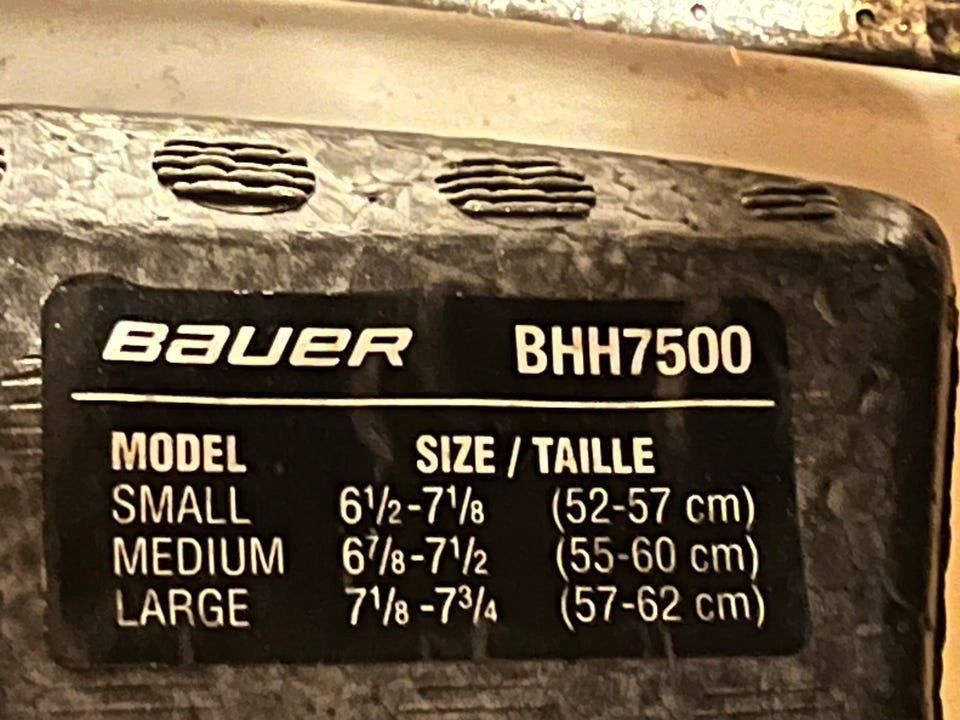 BAUER BHH7500
MODEL SIZE / TAILLE
SMALL 6½-7⅛ (52-57 cm)
MEDIUM 6⅞-7½ (55-60 cm)
LARGE 7⅛-7¾ (57-62 cm)